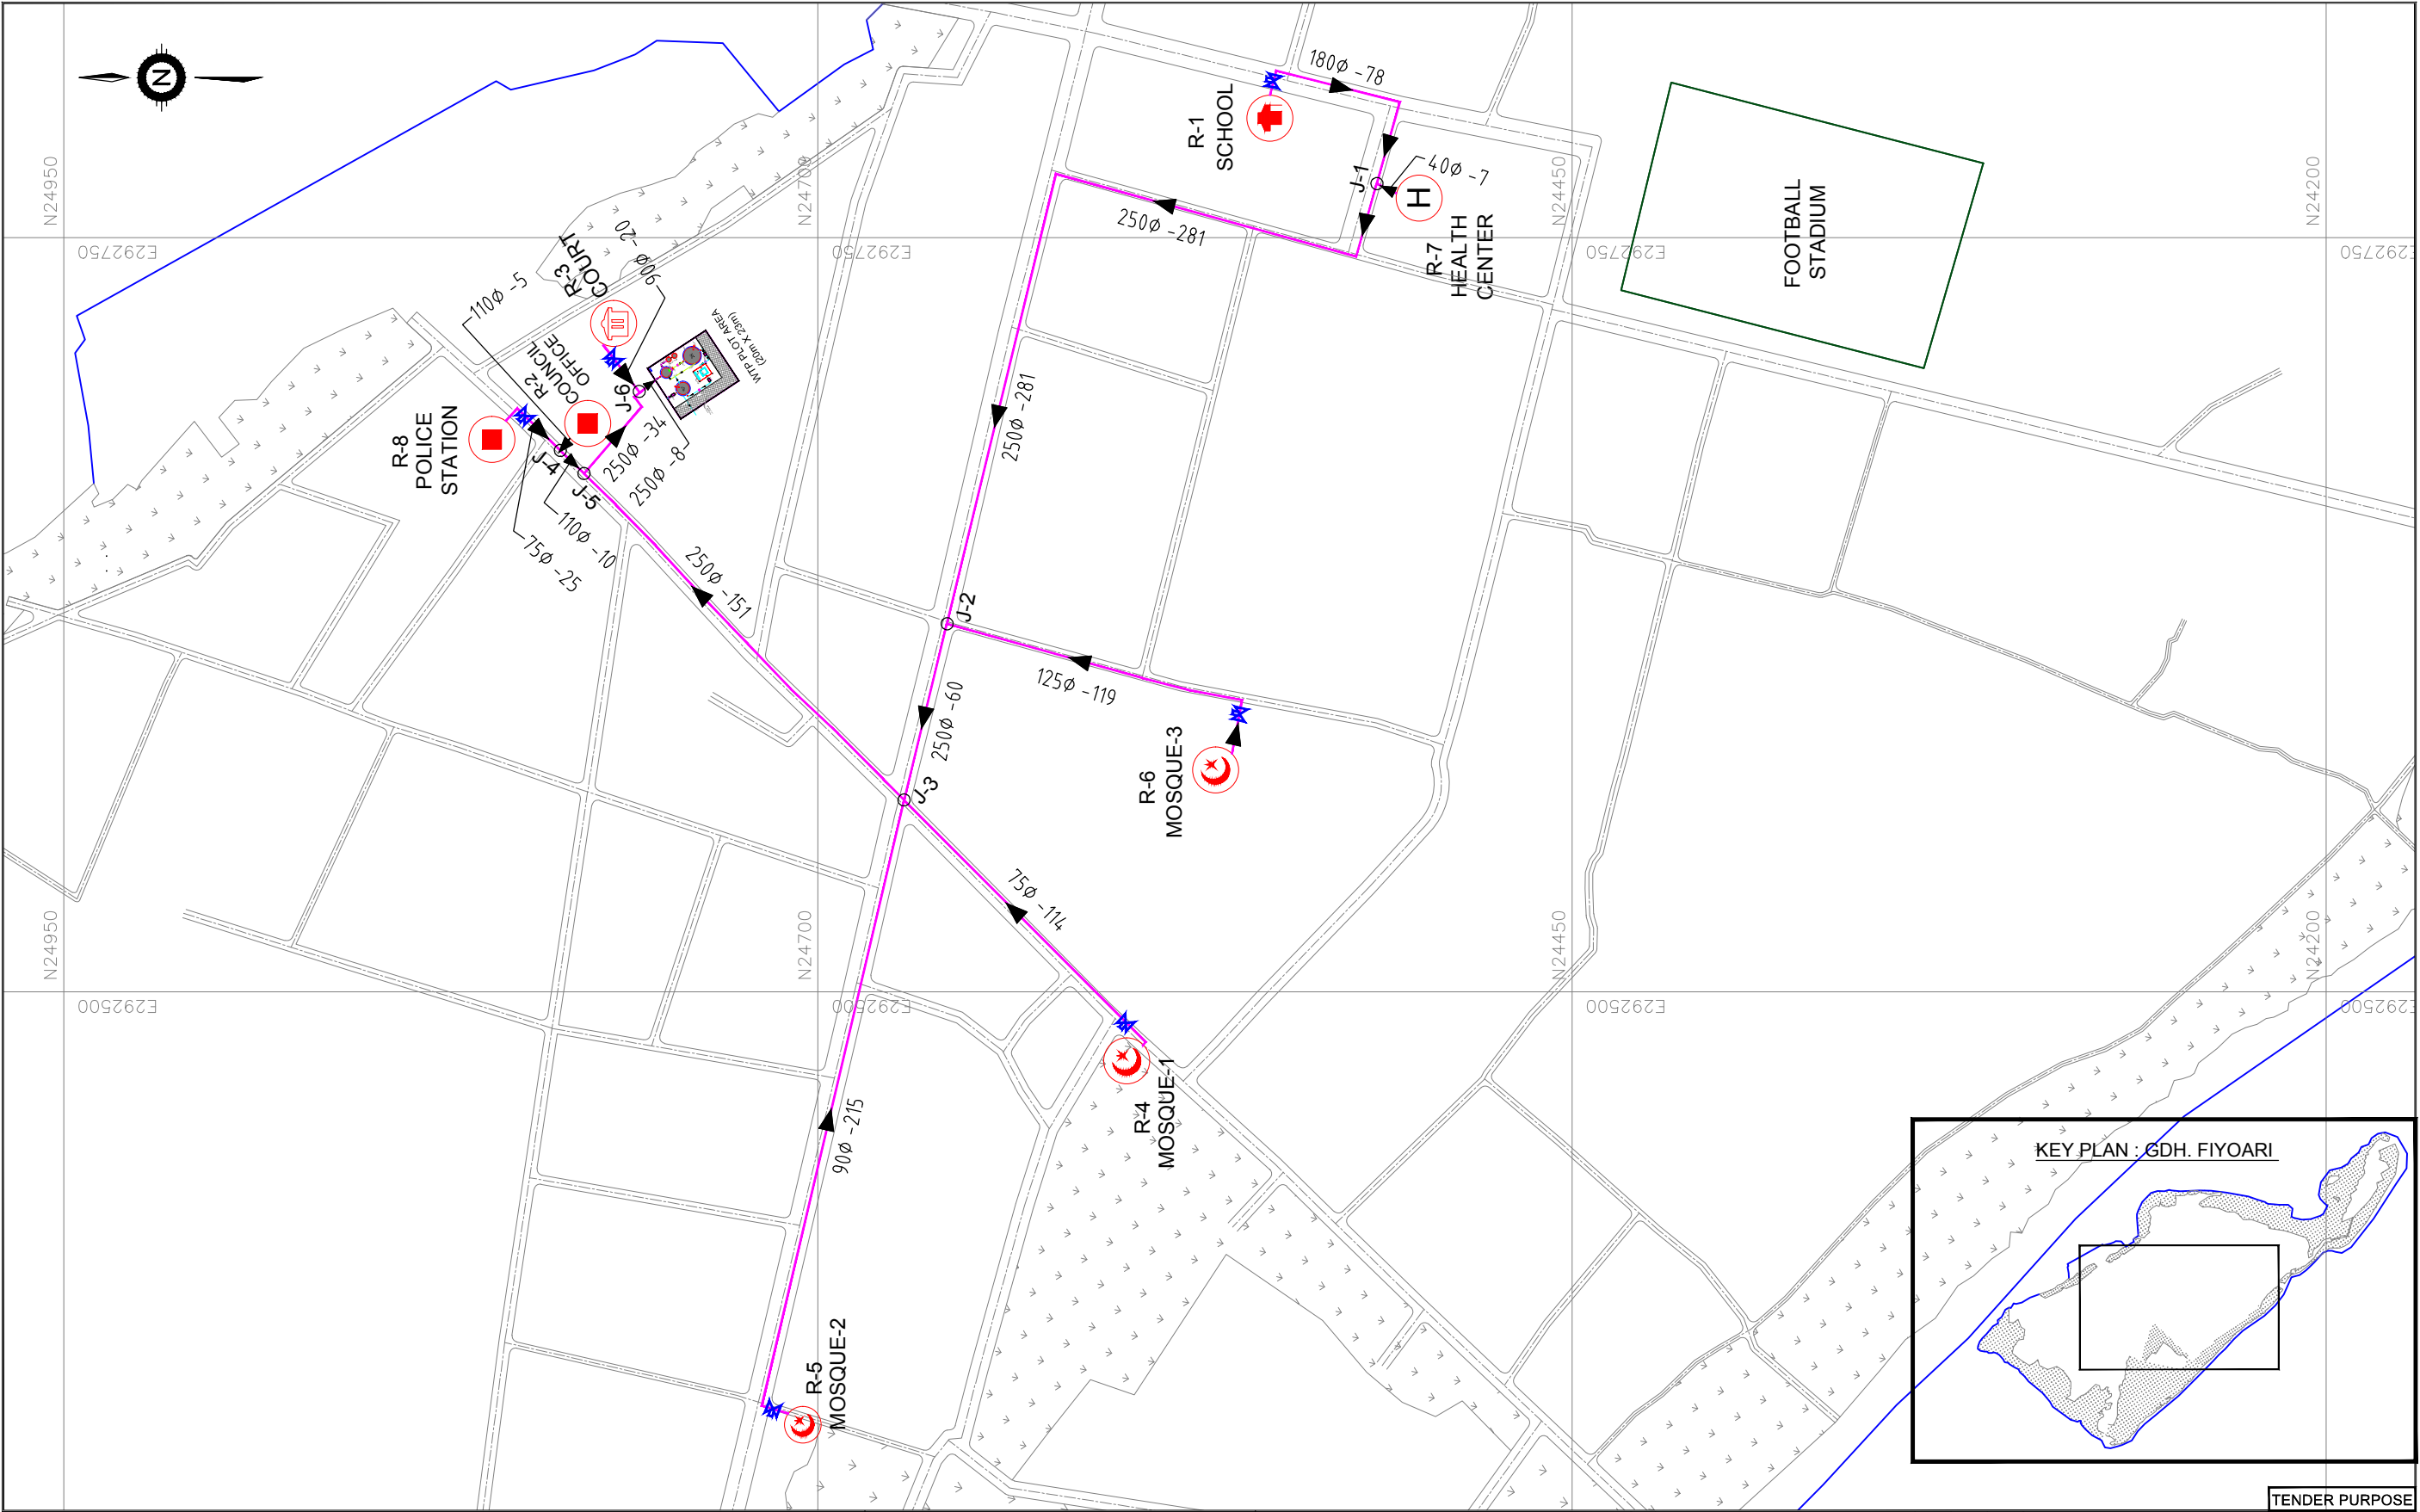 N
N24950
N24700
N24450
N24200
E292750
E292750
E292750
E292750
180Ø -78
R-1
SCHOOL
J-1
40Ø -7
H
R-7
HEALTH
CENTER
250Ø -281
FOOTBALL
STADIUM
R-3
COURT
90Ø -20
110Ø -5
R-2
COUNCIL
OFFICE
J-6
WTP PLOT AREA
(20m X 23m)
R-8
POLICE
STATION
J-4
J-5
250Ø -34
250Ø -8
110Ø -10
75Ø -25
250Ø -281
250Ø -151
J-2
125Ø -119
250Ø -60
R-6
MOSQUE-3
J-3
75Ø -114
N24950
N24700
N24450
N24200
E292500
E292500
E292500
E292500
R-4
MOSQUE-1
90Ø -215
R-5
MOSQUE-2
KEY PLAN : GDH. FIYOARI
TENDER PURPOSE